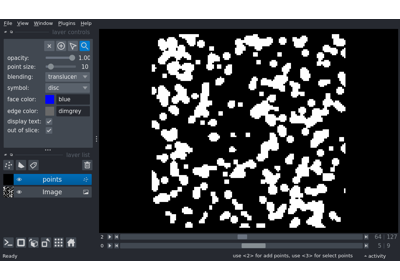 File View Window Plugins Help
layer controls
opacity: 1.00
point size: 10
blending: translucen
symbol: disc
face color: blue
edge color: dimgrey
display text:
out of slice:
layer list
points
Image
2 64 127
0 5 9
Ready use <2> for add points, use <3> for select points activity